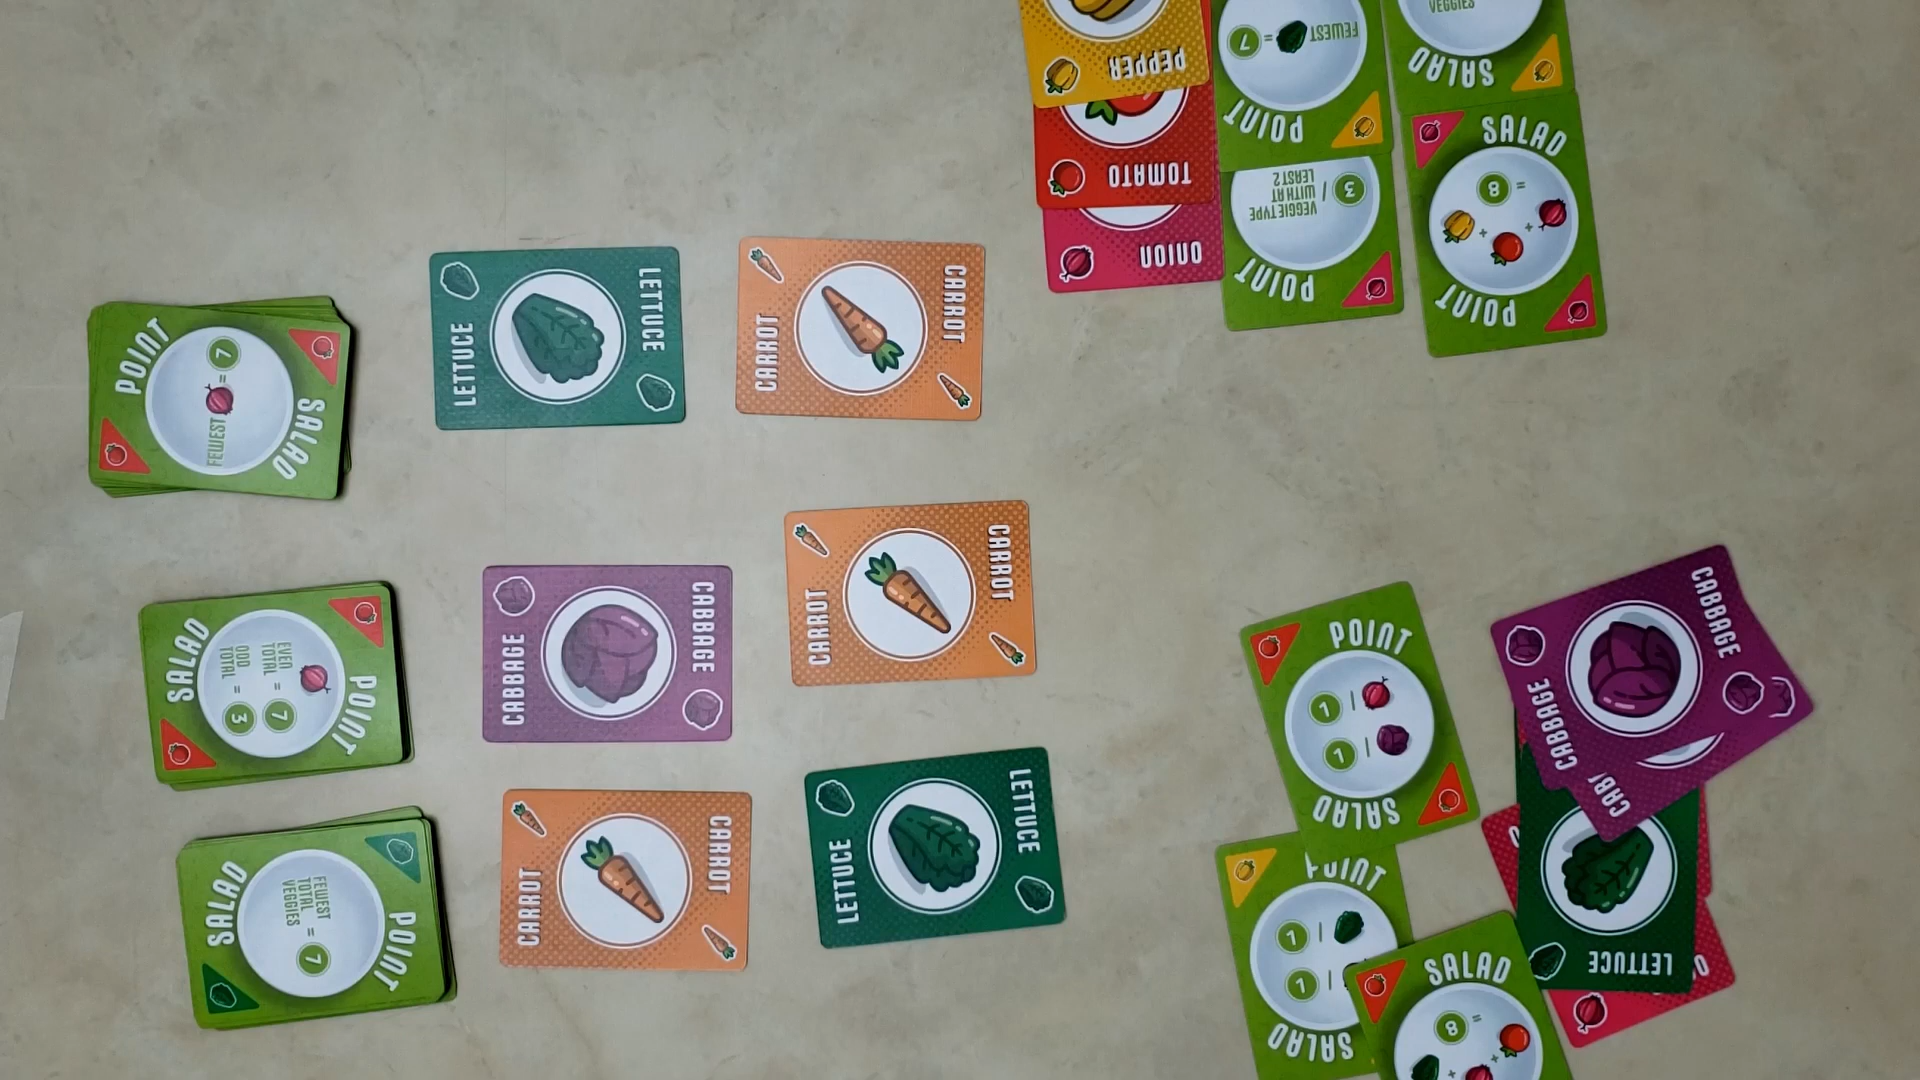 POINT
FEWEST = 7
SALAD
SALAD
EVEN TOTAL = 7
ODD TOTAL = 3
POINT
SALAD
FEWEST TOTAL VEGGIES = 7
POINT
LETTUCE
LETTUCE
CARROT
CARROT
CABBAGE
CABBAGE
CARROT
CARROT
CARROT
CARROT
LETTUCE
LETTUCE
PEPPER
TOMATO
ONION
FEWEST = 7
POINT
3 / VEGGIE TYPE
WITH AT
LEAST 2
POINT
VEGGIES
SALAD
SALAD
+ + = 8
POINT
POINT
1 /
1 /
SALAD
POINT
1 /
1 /
SALAD
SALAD
+ + = 8
CABBAGE
CABBAGE
CAB
LETTUCE